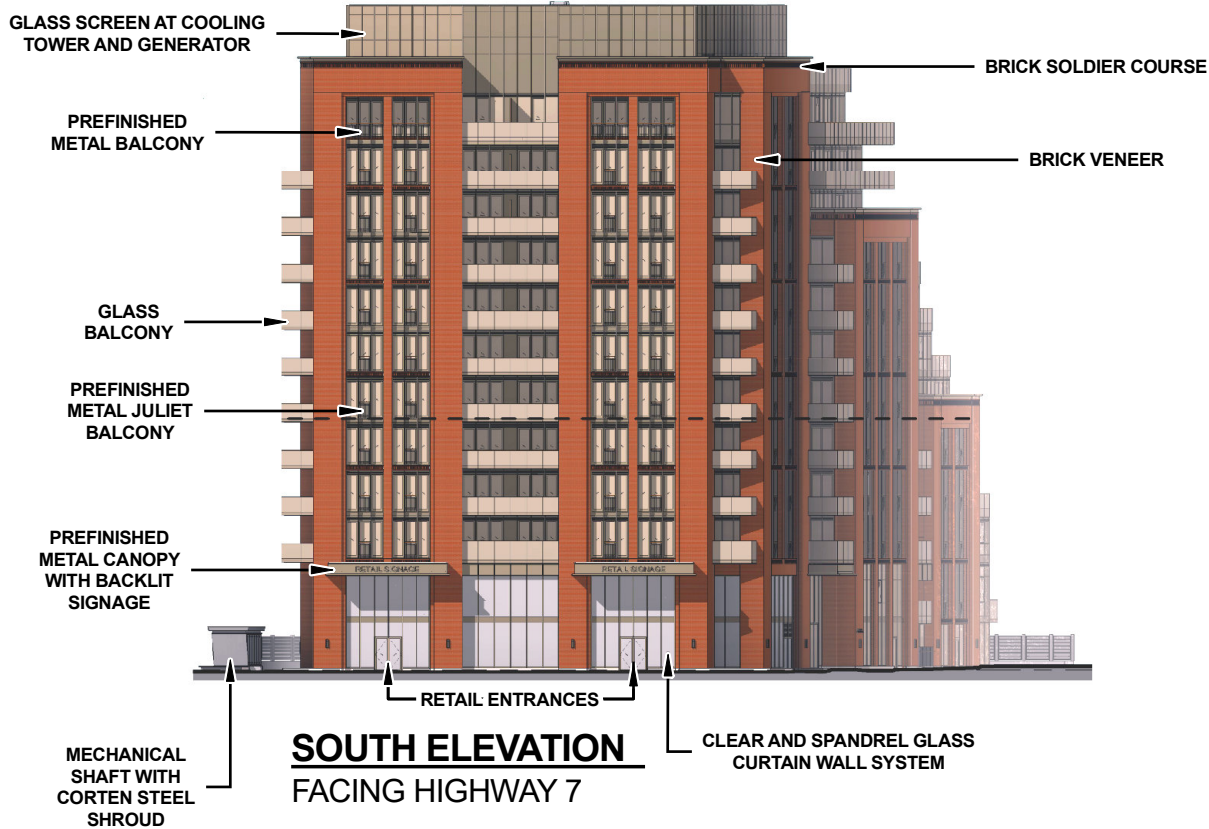 GLASS SCREEN AT COOLING
TOWER AND GENERATOR
BRICK SOLDIER COURSE
PREFINISHED
METAL BALCONY
BRICK VENEER
GLASS
BALCONY
PREFINISHED
METAL JULIET
BALCONY
PREFINISHED
METAL CANOPY
WITH BACKLIT
SIGNAGE
RETAIL SIGNAGE
RETAIL SIGNAGE
RETAIL ENTRANCES
MECHANICAL
SHAFT WITH
CORTEN STEEL
SHROUD
SOUTH ELEVATION
FACING HIGHWAY 7
CLEAR AND SPANDREL GLASS
CURTAIN WALL SYSTEM